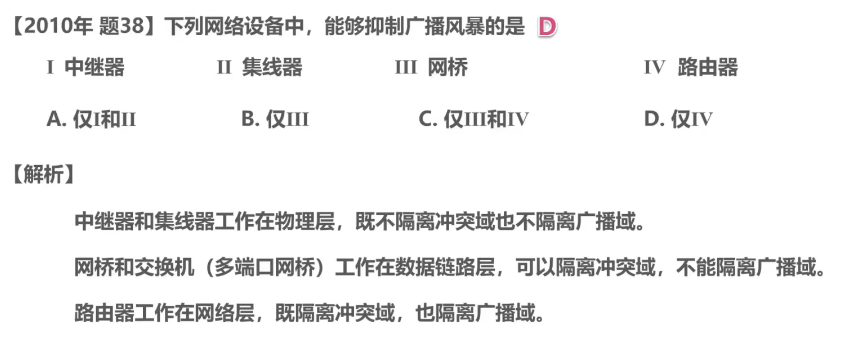 【2010年 题38】下列网络设备中，能够抑制广播风暴的是 D
I 中继器 II 集线器 III 网桥 IV 路由器
A. 仅I和II B. 仅III C. 仅III和IV D. 仅IV
【解析】
中继器和集线器工作在物理层，既不隔离冲突域也不隔离广播域。
网桥和交换机（多端口网桥）工作在数据链路层，可以隔离冲突域，不能隔离广播域。
路由器工作在网络层，既隔离冲突域，也隔离广播域。